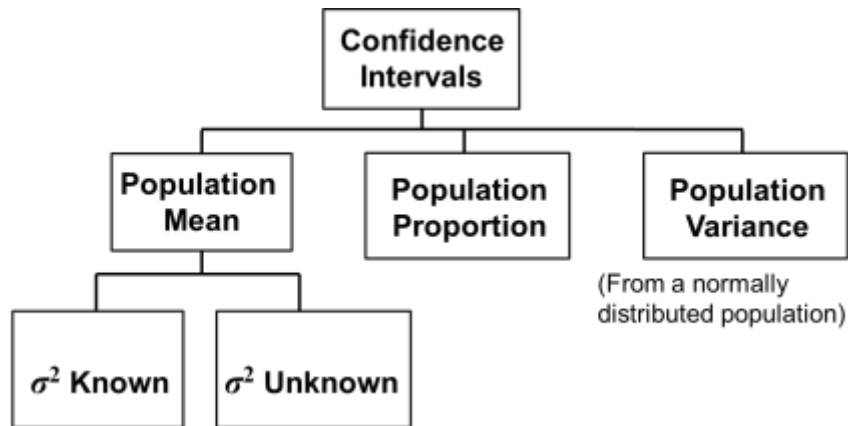 Confidence
Intervals
Population
Mean
Population
Proportion
Population
Variance
(From a normally
distributed population)
σ² Known
σ² Unknown